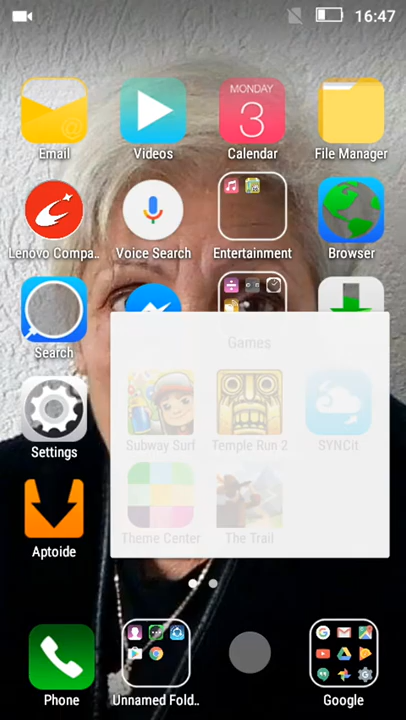 16:47
MONDAY
3
Email
Videos
Calendar
File Manager
Lenovo Compa..
Voice Search
Entertainment
Browser
Search
Games
Subway Surf
Temple Run 2
SYNCit
Settings
Theme Center
The Trail
Aptoide
Phone
Unnamed Fold..
Google